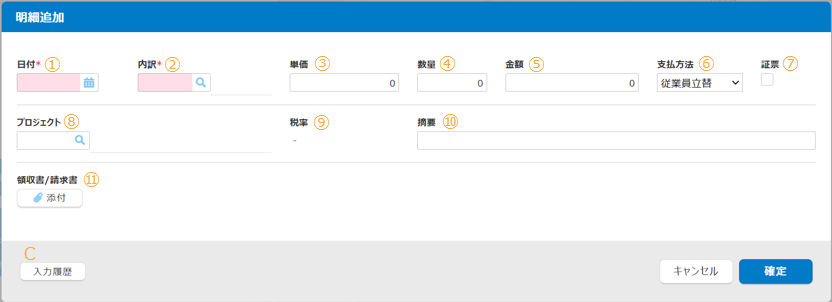 明細追加
日付* ① 内訳* ② 単価 ③ 数量 ④ 金額 ⑤ 支払方法 ⑥ 証票 ⑦
0 0 0 従業員立替
プロジェクト ⑧ 税率 ⑨ 摘要 ⑩
-
領収書/請求書 ⑪
添付
C
入力履歴 キャンセル 確定